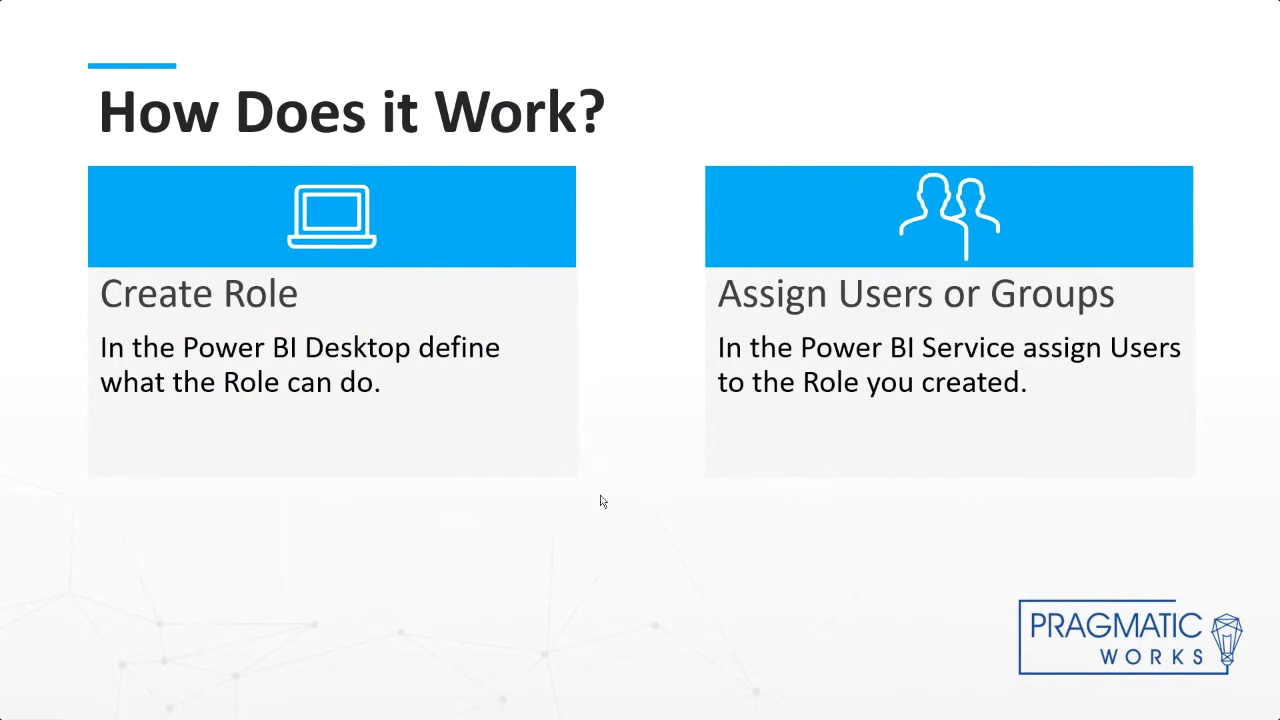 How Does it Work?
Create Role
In the Power BI Desktop define
what the Role can do.
Assign Users or Groups
In the Power BI Service assign Users
to the Role you created.
PRAGMATIC
WORKS